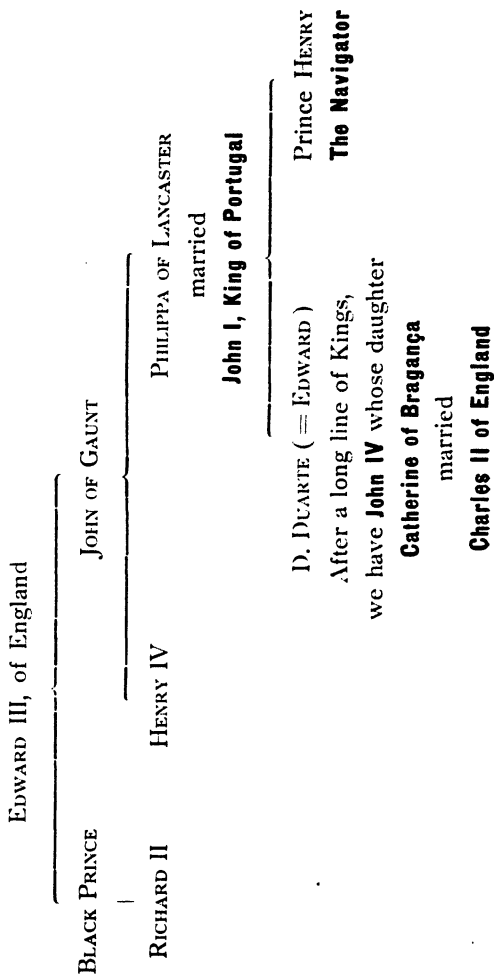 EDWARD III, of England
BLACK PRINCE JOHN OF GAUNT
RICHARD II HENRY IV PHILIPPA OF LANCASTER
married
John I, King of Portugal
D. DUARTE ( = EDWARD ) Prince HENRY
After a long line of Kings, The Navigator
we have John IV whose daughter
Catherine of Bragança
married
Charles II of England